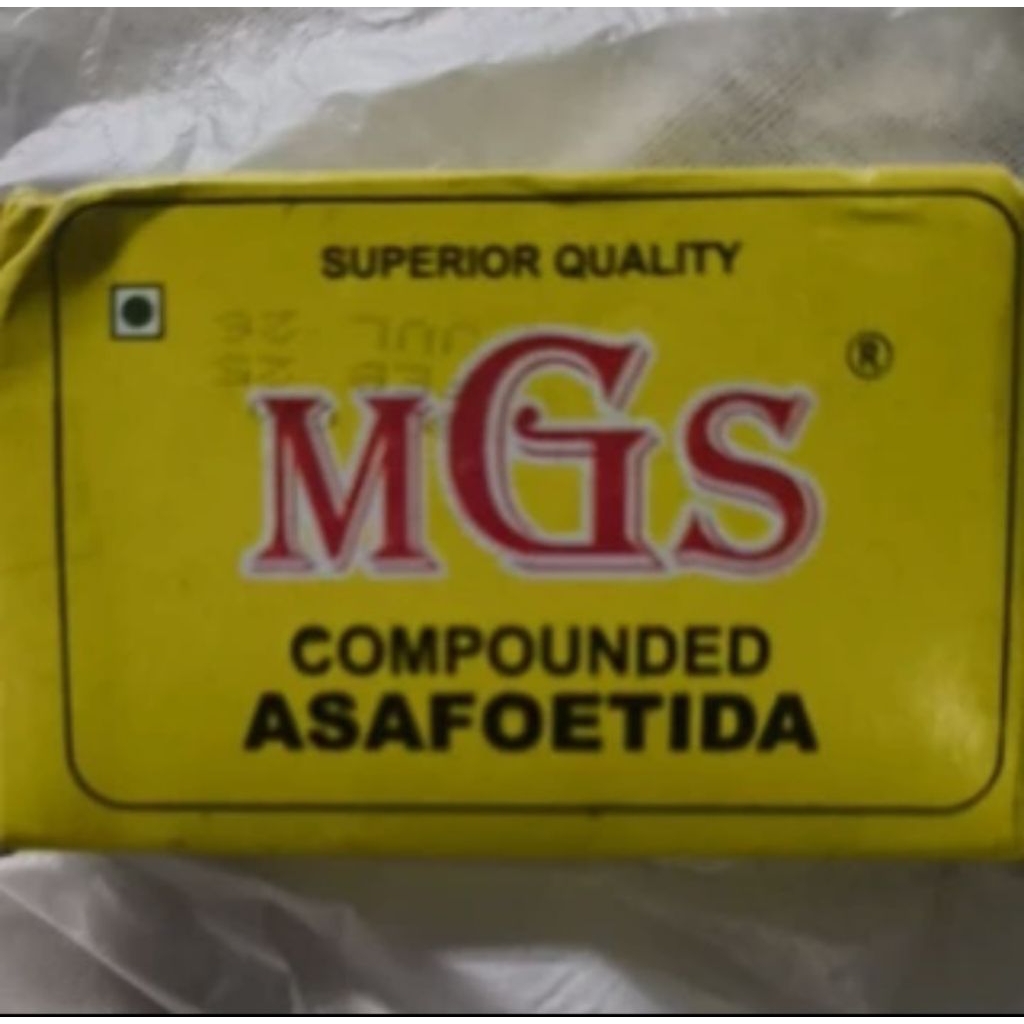 SUPERIOR QUALITY
MGS
®
COMPOUNDED
ASAFOETIDA